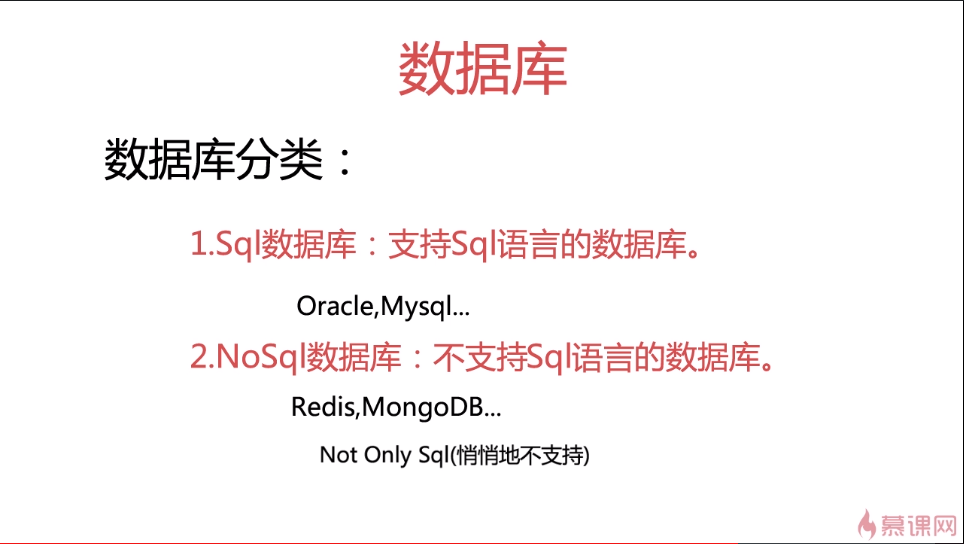 数据库
数据库分类：
1.Sql数据库：支持Sql语言的数据库。
Oracle,Mysql...
2.NoSql数据库：不支持Sql语言的数据库。
Redis,MongoDB...
Not Only Sql(悄悄地不支持)
慕课网